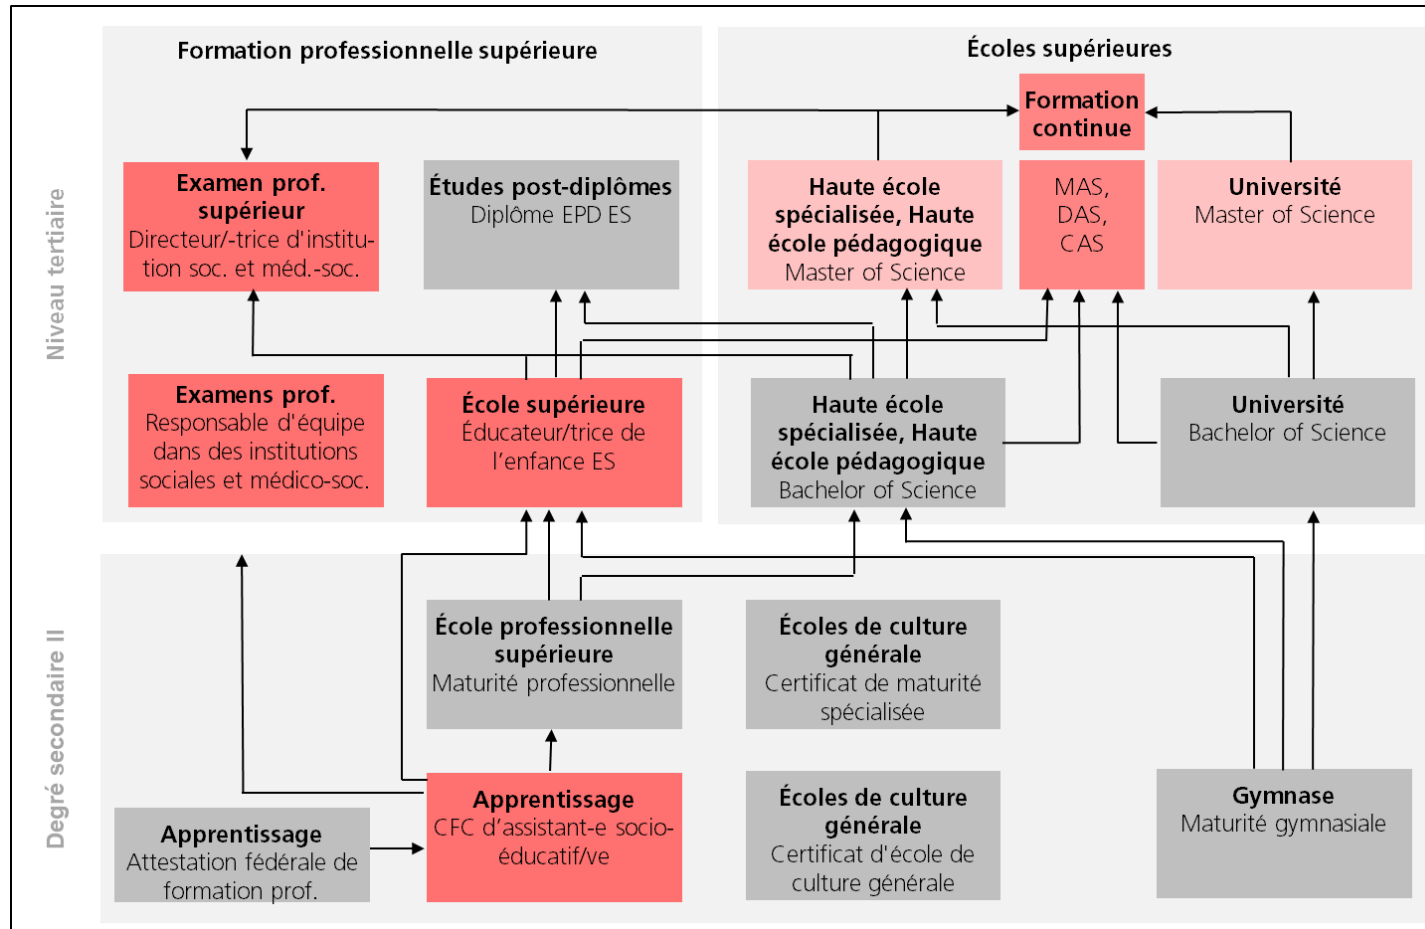 Formation professionnelle supérieure
Écoles supérieures
Formation
continue
Niveau tertiaire
Examen prof.
supérieur
Directeur/-trice d'institu-
tion soc. et méd.-soc.
Études post-diplômes
Diplôme EPD ES
Haute école
spécialisée, Haute
école pédagogique
Master of Science
MAS,
DAS,
CAS
Université
Master of Science
Examens prof.
Responsable d'équipe
dans des institutions
sociales et médico-soc.
École supérieure
Éducateur/trice de
l’enfance ES
Haute école
spécialisée, Haute
école pédagogique
Bachelor of Science
Université
Bachelor of Science
Degré secondaire II
École professionnelle
supérieure
Maturité professionnelle
Écoles de culture
générale
Certificat de maturité
spécialisée
Apprentissage
Attestation fédérale de
formation prof.
Apprentissage
CFC d’assistant-e socio-
éducatif/ve
Écoles de culture
générale
Certificat d'école de
culture générale
Gymnase
Maturité gymnasiale